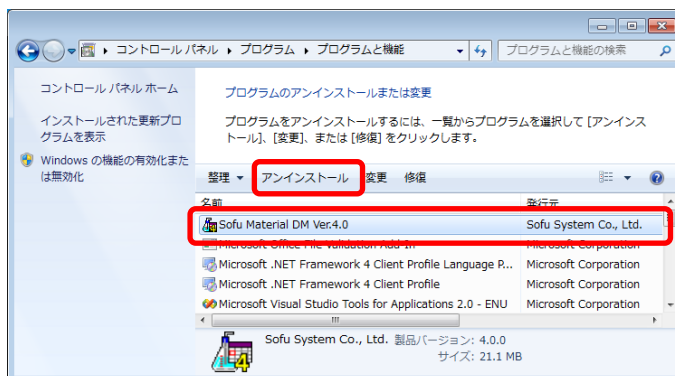 コントロール パネル ▸ プログラム ▸ プログラムと機能
プログラムと機能の検索
コントロール パネル ホーム
インストールされた更新プロ
グラムを表示
Windows の機能の有効化また
は無効化
プログラムのアンインストールまたは変更
プログラムをアンインストールするには、一覧からプログラムを選択して [アンインス
トール]、[変更]、または [修復] をクリックします。
整理 アンインストール 変更 修復
名前 発行元
Sofu Material DM Ver.4.0 Sofu System Co., Ltd.
Microsoft Office File Validation Add-In Microsoft Corporation
Microsoft .NET Framework 4 Client Profile Language P... Microsoft Corporation
Microsoft .NET Framework 4 Client Profile Microsoft Corporation
Microsoft Visual Studio Tools for Applications 2.0 - ENU Microsoft Corporation
Sofu System Co., Ltd. 製品バージョン: 4.0.0
サイズ: 21.1 MB
4